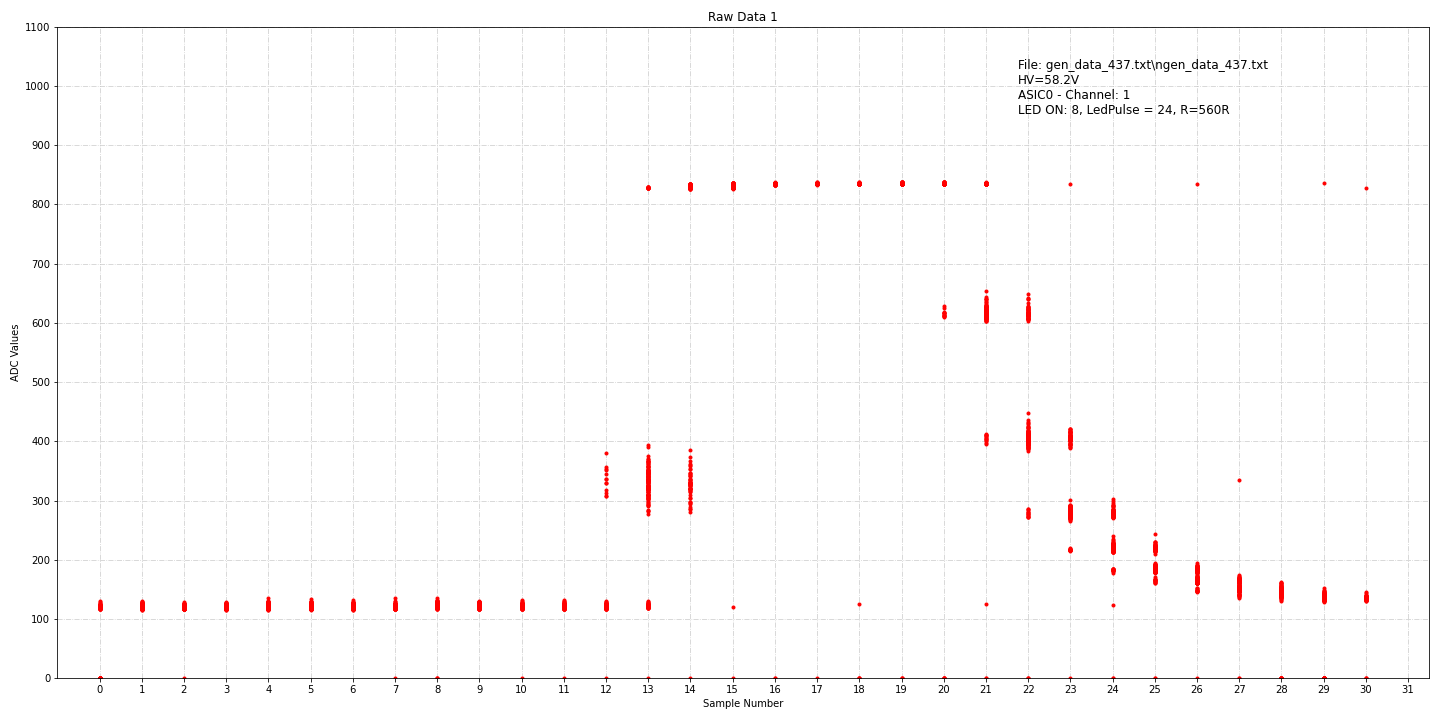 Raw Data 1
1100
1000
900
800
700
600
500
400
300
200
100
0
ADC Values
File: gen_data_437.txt\ngen_data_437.txt
HV=58.2V
ASIC0 - Channel: 1
LED ON: 8, LedPulse = 24, R=560R
0 1 2 3 4 5 6 7 8 9 10 11 12 13 14 15 16 17 18 19 20 21 22 23 24 25 26 27 28 29 30 31
Sample Number